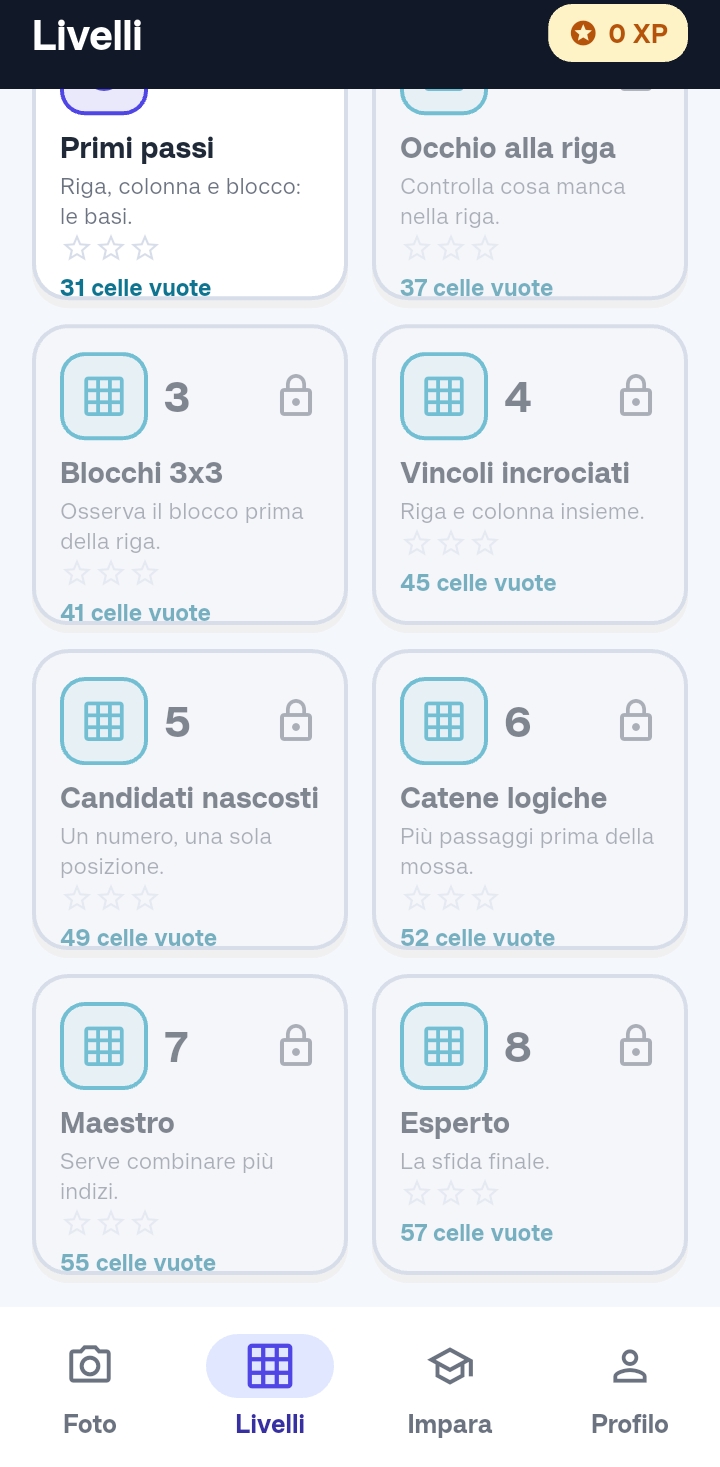 Livelli
0 XP
Primi passi
Riga, colonna e blocco:
le basi.
31 celle vuote
Occhio alla riga
Controlla cosa manca
nella riga.
37 celle vuote
3
Blocchi 3x3
Osserva il blocco prima
della riga.
41 celle vuote
4
Vincoli incrociati
Riga e colonna insieme.
45 celle vuote
5
Candidati nascosti
Un numero, una sola
posizione.
49 celle vuote
6
Catene logiche
Più passaggi prima della
mossa.
52 celle vuote
7
Maestro
Serve combinare più
indizi.
55 celle vuote
8
Esperto
La sfida finale.
57 celle vuote
Foto
Livelli
Impara
Profilo